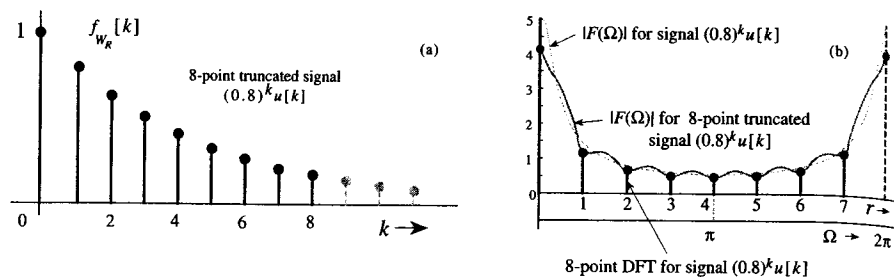 1
f_{W_R}[k]
(a)
8-point truncated signal
(0.8)^k u[k]
0
2
4
6
8
k →
5
4
3
2
1
0
|F(Ω)| for signal (0.8)^k u[k]
(b)
|F(Ω)| for 8-point truncated
signal (0.8)^k u[k]
1
2
3
4
5
6
7
r →
π
Ω →
2π
8-point DFT for signal (0.8)^k u[k]